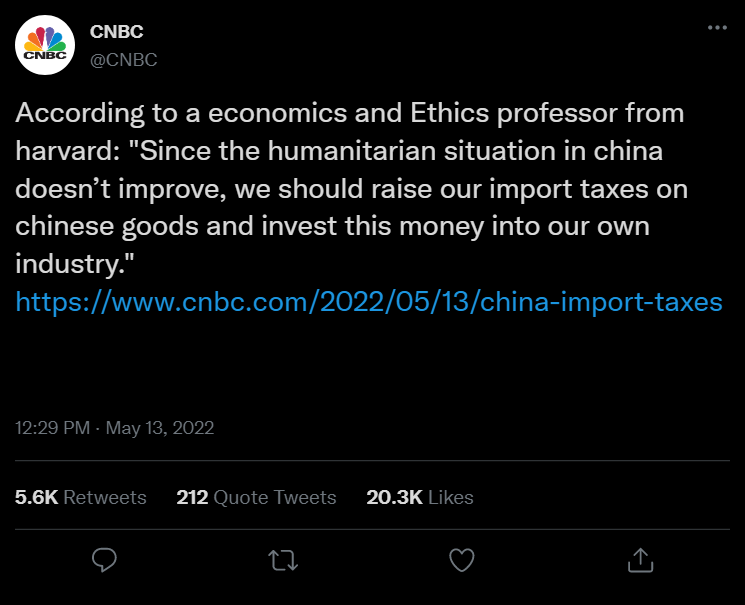 CNBC
CNBC
@CNBC
According to a economics and Ethics professor from
harvard: "Since the humanitarian situation in china
doesn’t improve, we should raise our import taxes on
chinese goods and invest this money into our own
industry."
https://www.cnbc.com/2022/05/13/china-import-taxes
12:29 PM · May 13, 2022
5.6K Retweets 212 Quote Tweets 20.3K Likes